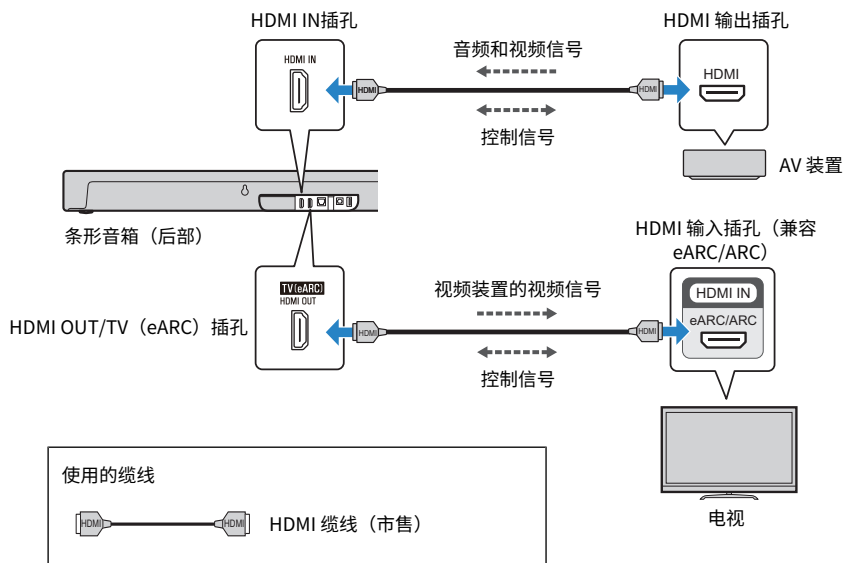 HDMI IN插孔
HDMI 输出插孔
HDMI IN
音频和视频信号
HDMI
HDMI
HDMI
控制信号
AV 装置
条形音箱（后部）
HDMI 输入插孔（兼容
eARC/ARC）
TV(eARC)
HDMI OUT
视频装置的视频信号
HDMI IN
eARC/ARC
HDMI OUT/TV（eARC）插孔
HDMI
HDMI
控制信号
电视
使用的缆线
HDMI
HDMI
HDMI 缆线（市售）